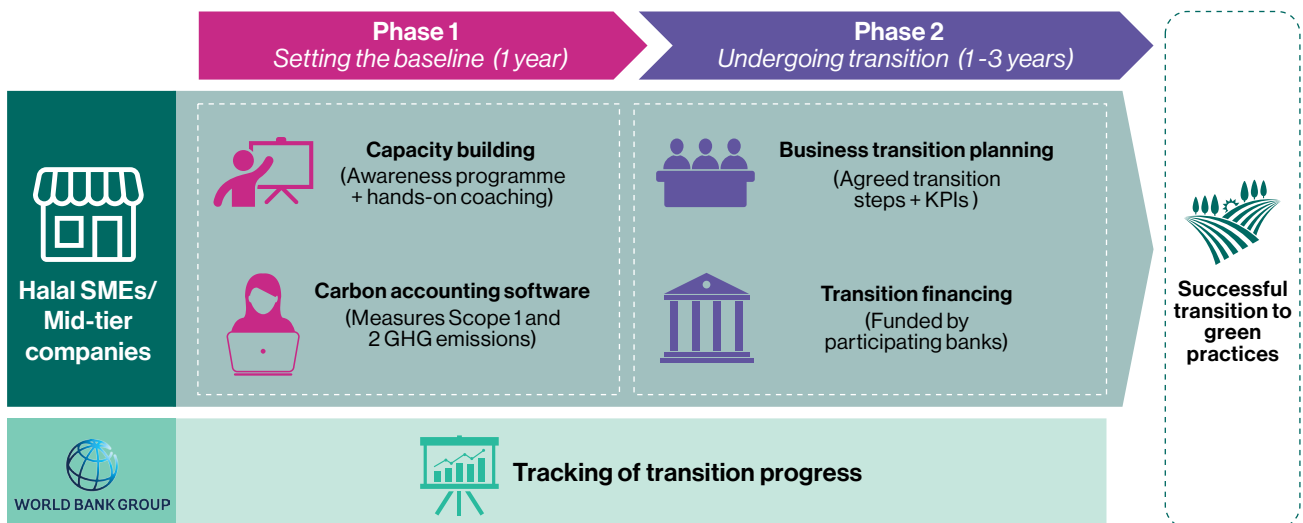 Phase 1
Setting the baseline (1 year)
Phase 2
Undergoing transition (1 -3 years)
Halal SMEs/
Mid-tier
companies
Capacity building
(Awareness programme
+ hands-on coaching)
Carbon accounting software
(Measures Scope 1 and
2 GHG emissions)
Business transition planning
(Agreed transition
steps + KPIs )
Transition financing
(Funded by
participating banks)
Successful
transition to
green
practices
WORLD BANK GROUP
Tracking of transition progress